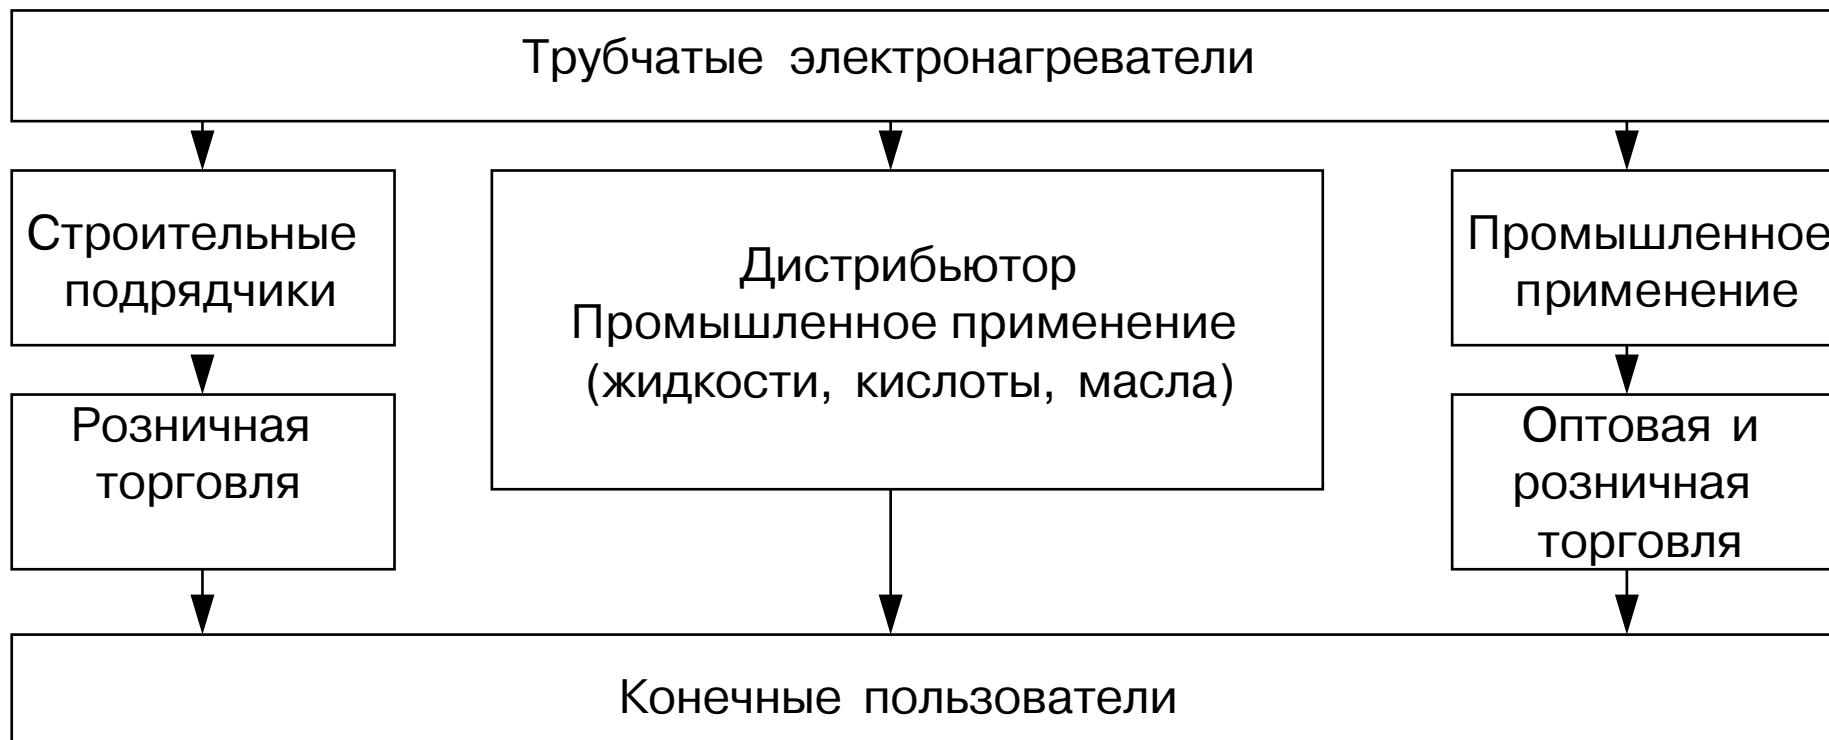 Трубчатые электронагреватели
Строительные
подрядчики
Дистрибьютор
Промышленное применение
(жидкости, кислоты, масла)
Промышленное
применение
Розничная
торговля
Оптовая и
розничная
торговля
Конечные пользователи